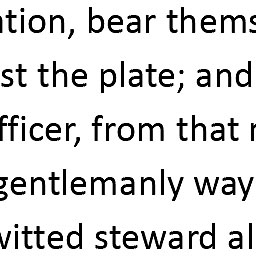 ation, bear thems
st the plate; and
fficer, from that
gentlemanly way
witted steward al